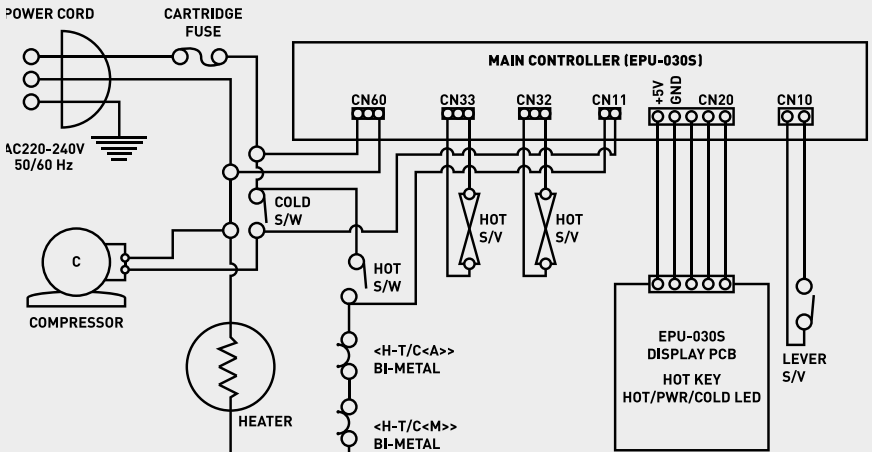 POWER CORD
CARTRIDGE
FUSE
MAIN CONTROLLER (EPU-030S)
CN60
CN33
CN32
CN11
+5V
GND
CN20
CN10
AC220-240V
50/60 Hz
COLD
S/W
HOT
S/V
HOT
S/V
C
HOT
S/W
COMPRESSOR
EPU-030S
DISPLAY PCB
HOT KEY
HOT/PWR/COLD LED
LEVER
S/V
<H-T/C<A>>
BI-METAL
HEATER
<H-T/C<M>>
BI-METAL